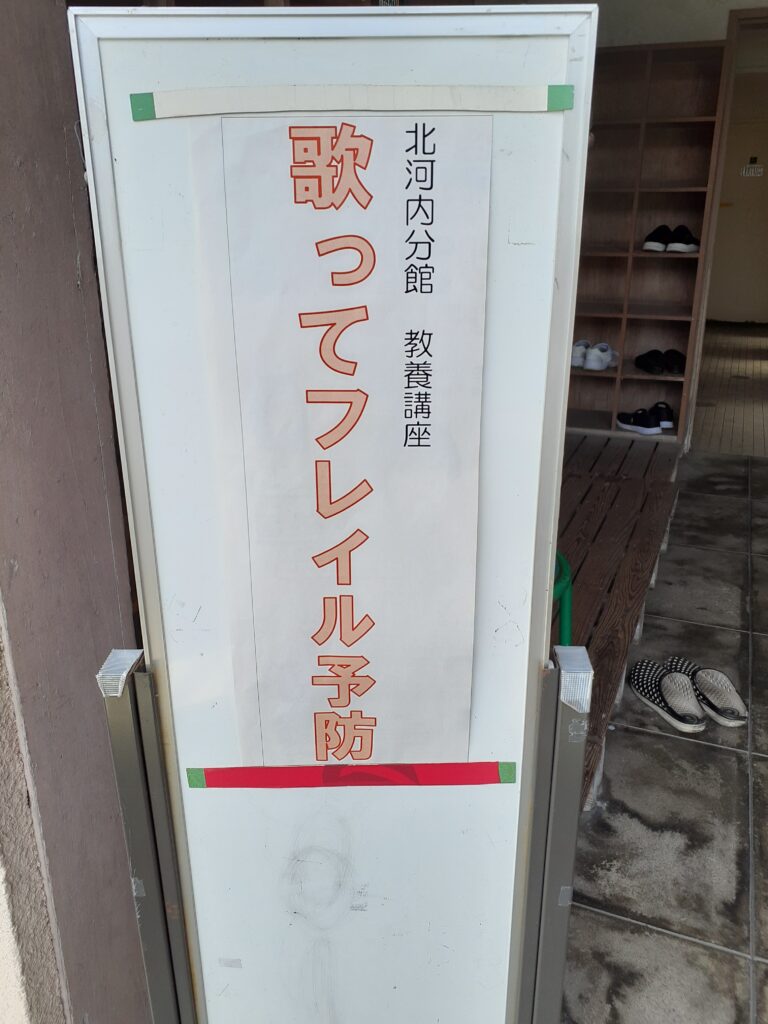 北河内分館　教養講座
歌ってフレイル予防